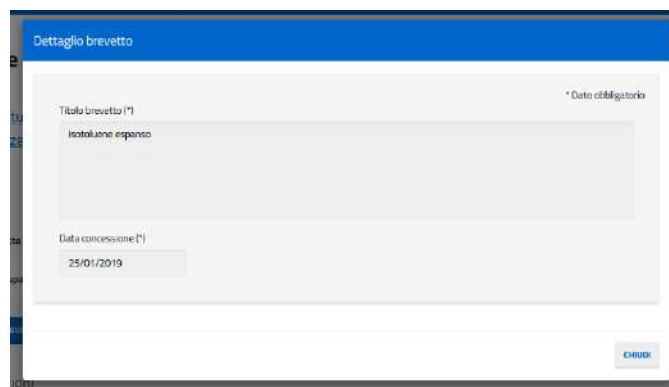 Dettaglio brevetto
* Dato obbligatorio
Titolo brevetto (*)
Isotoluene espanso
Data concessione (*)
25/01/2019
CHIUDI